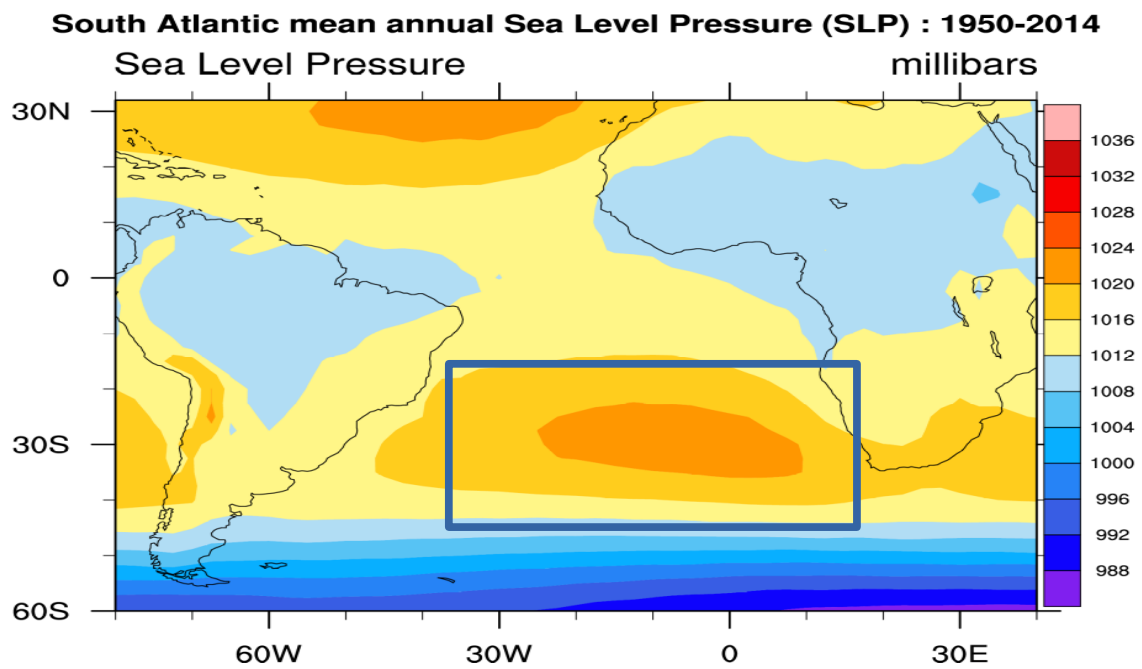 South Atlantic mean annual Sea Level Pressure (SLP) : 1950-2014
Sea Level Pressure millibars
30N
0
30S
60S
60W 30W 0 30E
1036
1032
1028
1024
1020
1016
1012
1008
1004
1000
996
992
988